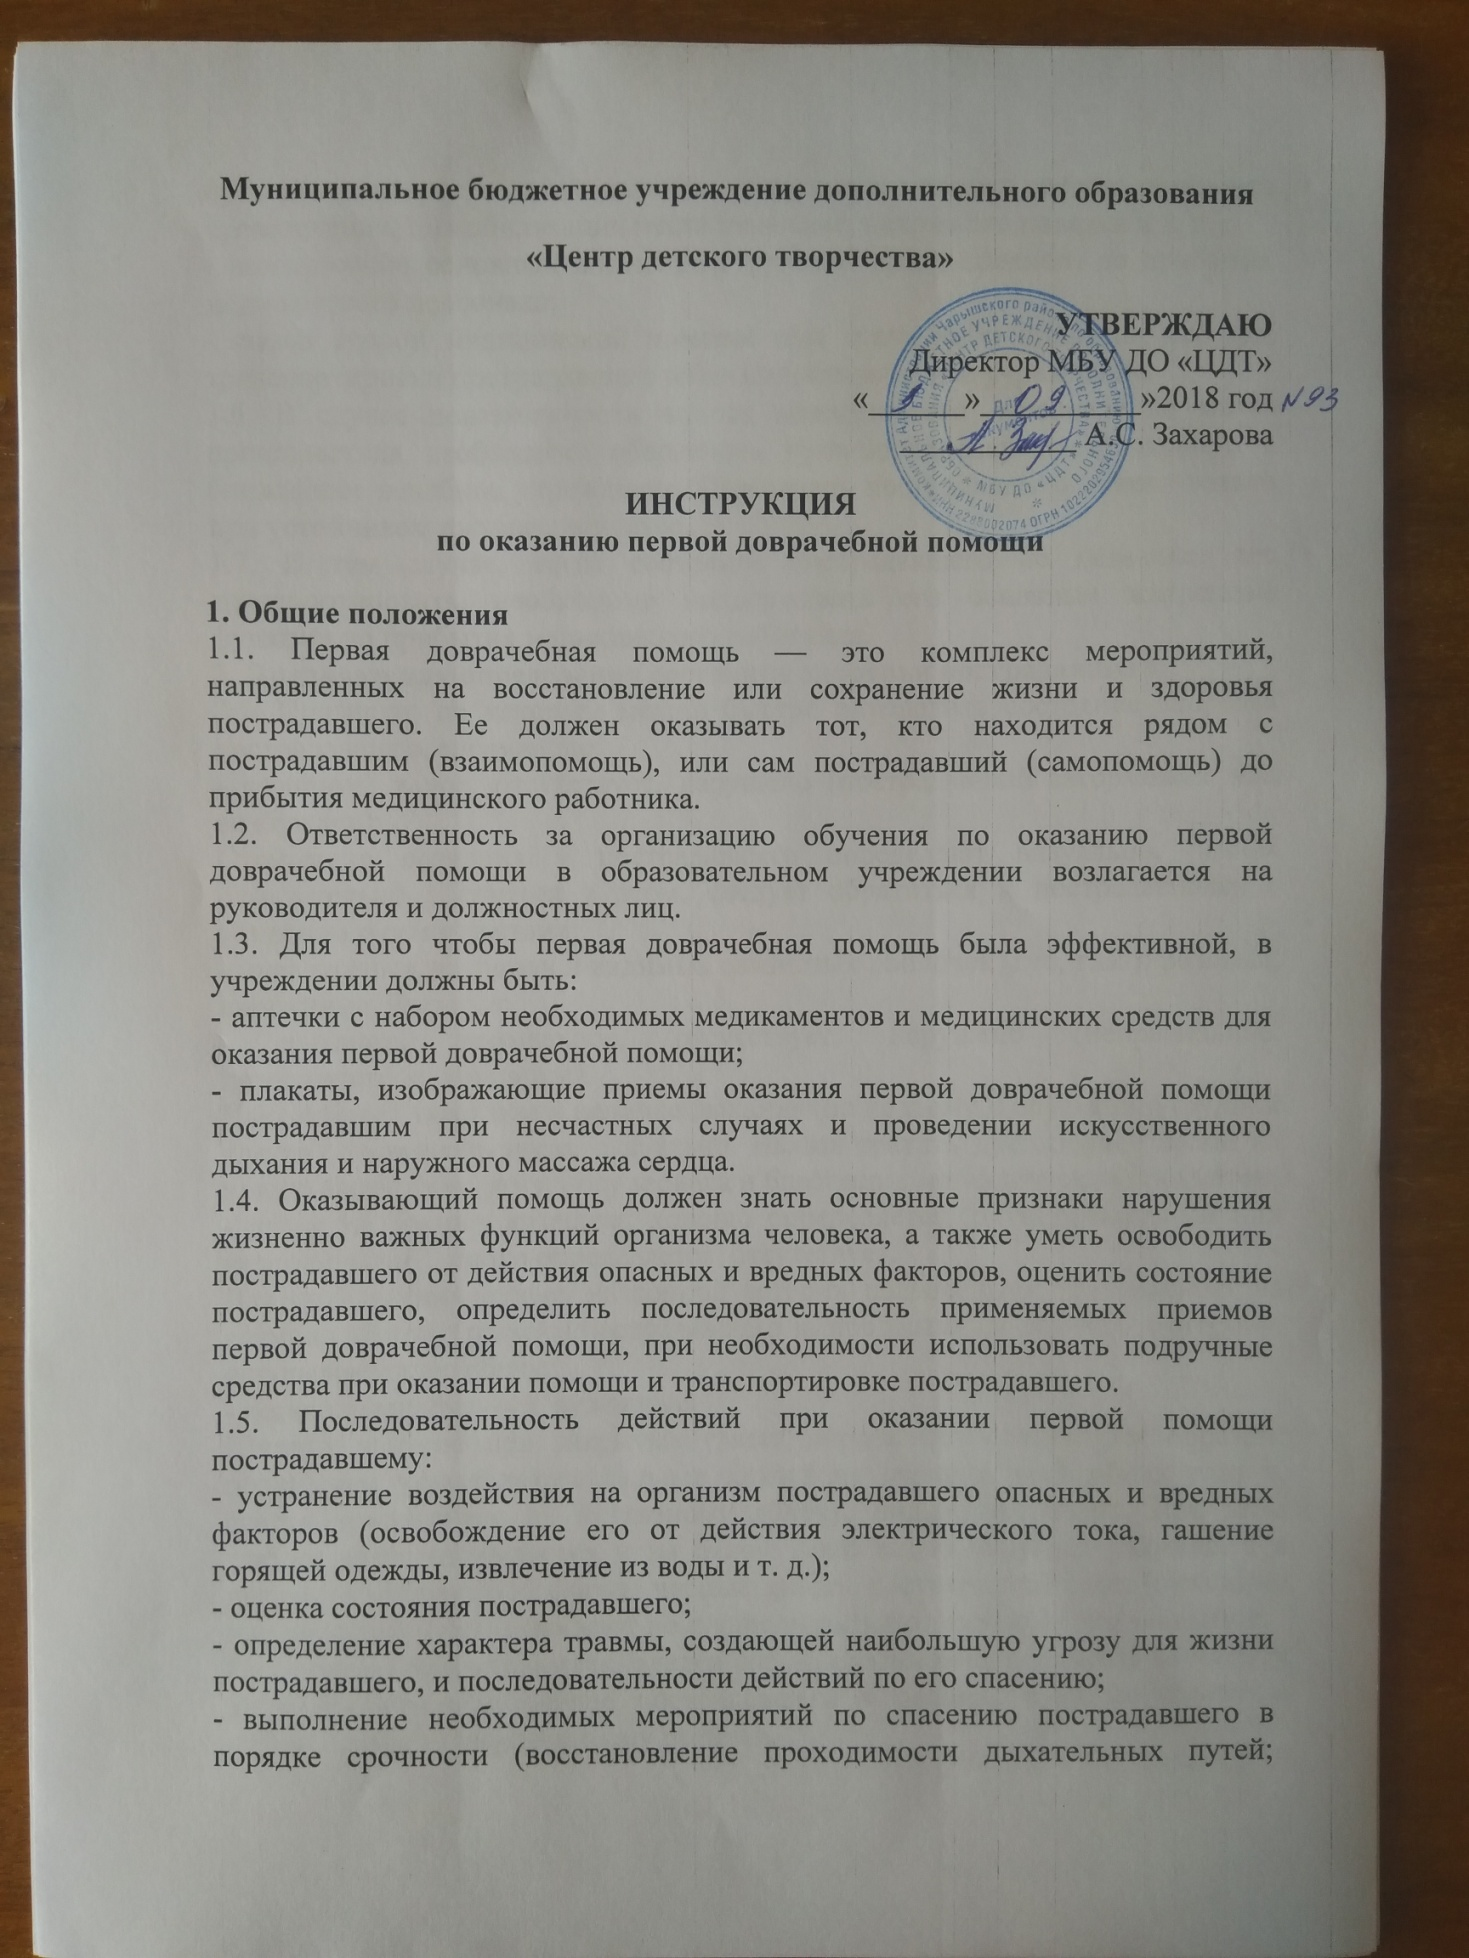 Муниципальное бюджетное учреждение дополнительного образования
«Центр детского творчества»
УТВЕРЖДАЮ
Директор МБУ ДО «ЦДТ»
«______»__09.________»2018 год №93
____________ А.С. Захарова
ИНСТРУКЦИЯ
по оказанию первой доврачебной помощи
1. Общие положения
1.1. Первая доврачебная помощь — это комплекс мероприятий,
направленных на восстановление или сохранение жизни и здоровья
пострадавшего. Ее должен оказывать тот, кто находится рядом с
пострадавшим (взаимопомощь), или сам пострадавший (самопомощь) до
прибытия медицинского работника.
1.2. Ответственность за организацию обучения по оказанию первой
доврачебной помощи в образовательном учреждении возлагается на
руководителя и должностных лиц.
1.3. Для того чтобы первая доврачебная помощь была эффективной, в
учреждении должны быть:
- аптечки с набором необходимых медикаментов и медицинских средств для
оказания первой доврачебной помощи;
- плакаты, изображающие приемы оказания первой доврачебной помощи
пострадавшим при несчастных случаях и проведении искусственного
дыхания и наружного массажа сердца.
1.4. Оказывающий помощь должен знать основные признаки нарушения
жизненно важных функций организма человека, а также уметь освободить
пострадавшего от действия опасных и вредных факторов, оценить состояние
пострадавшего, определить последовательность применяемых приемов
первой доврачебной помощи, при необходимости использовать подручные
средства при оказании помощи и транспортировке пострадавшего.
1.5. Последовательность действий при оказании первой помощи
пострадавшему:
- устранение воздействия на организм пострадавшего опасных и вредных
факторов (освобождение его от действия электрического тока, гашение
горящей одежды, извлечение из воды и т. д.);
- оценка состояния пострадавшего;
- определение характера травмы, создающей наибольшую угрозу для жизни
пострадавшего, и последовательности действий по его спасению;
- выполнение необходимых мероприятий по спасению пострадавшего в
порядке срочности (восстановление проходимости дыхательных путей;